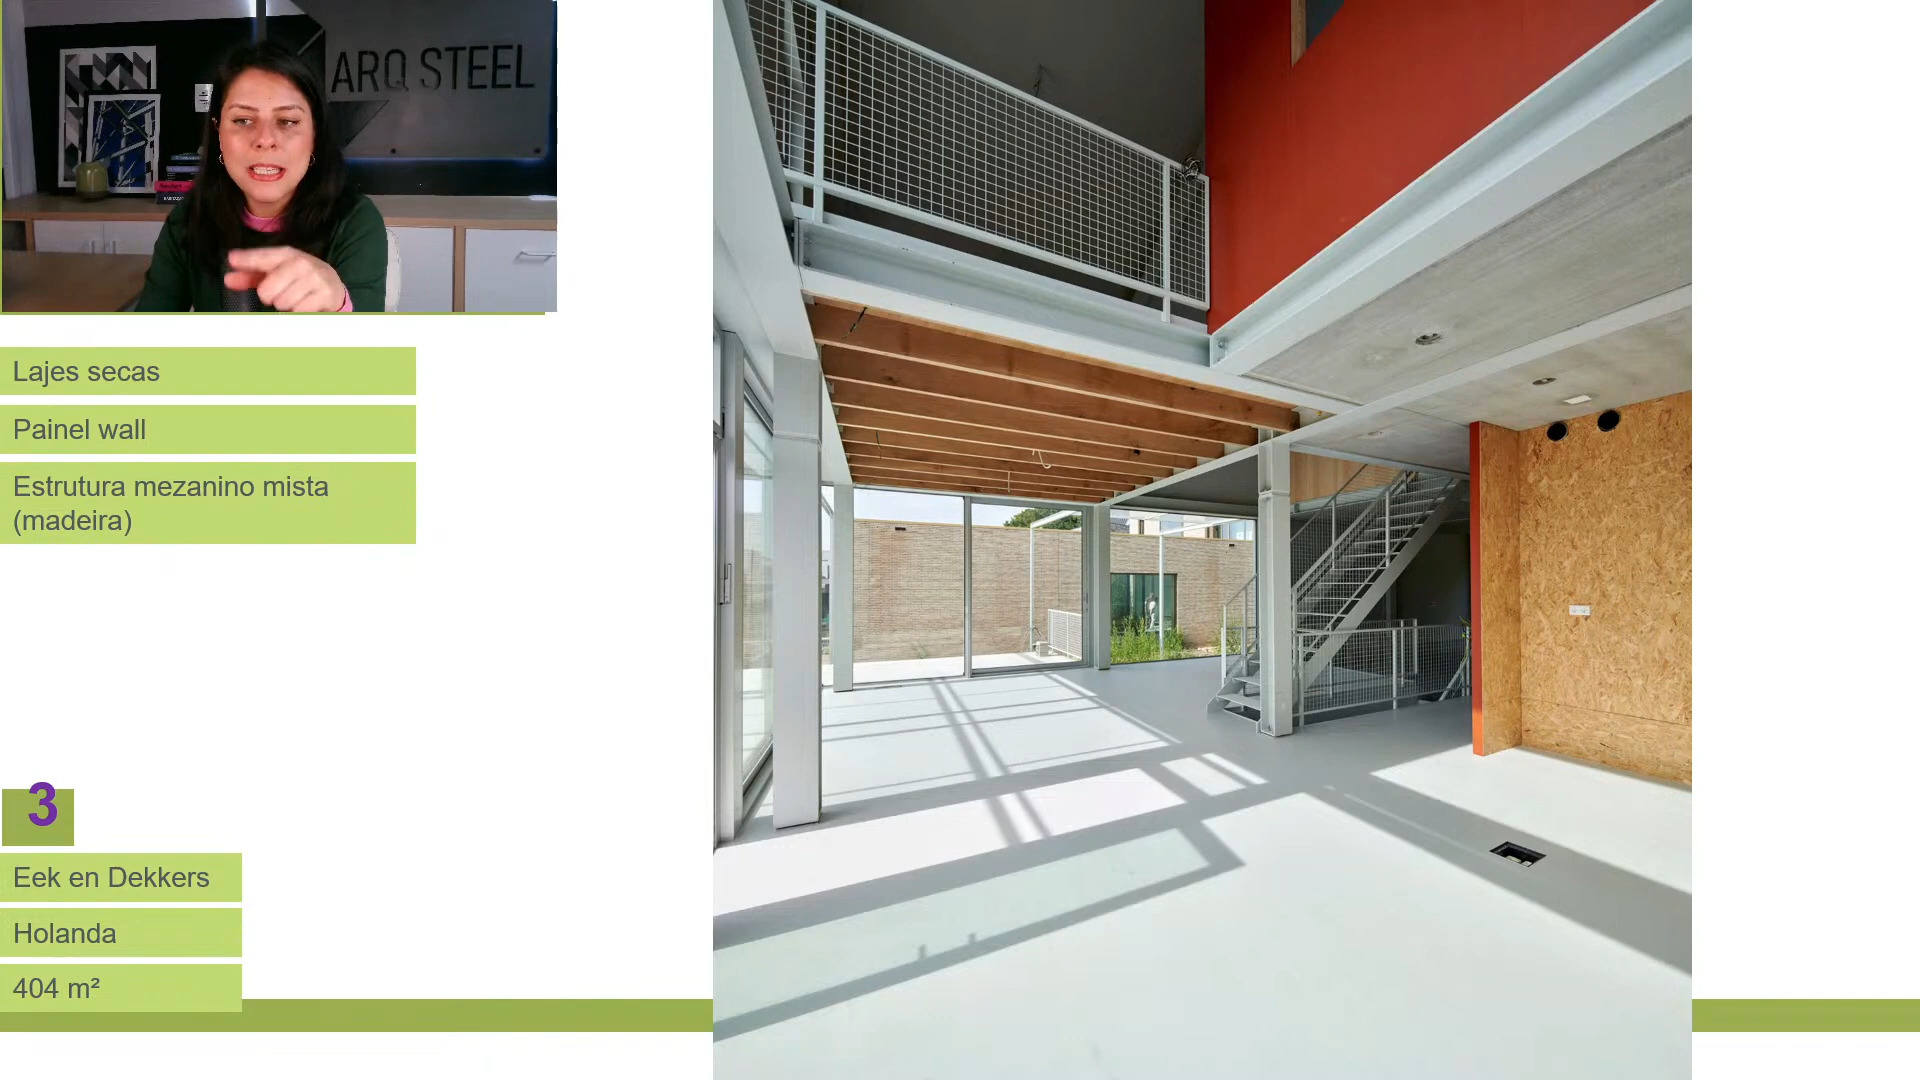 ARQ STEEL
Lajes secas
Painel wall
Estrutura mezanino mista
(madeira)
3
Eek en Dekkers
Holanda
404 m²